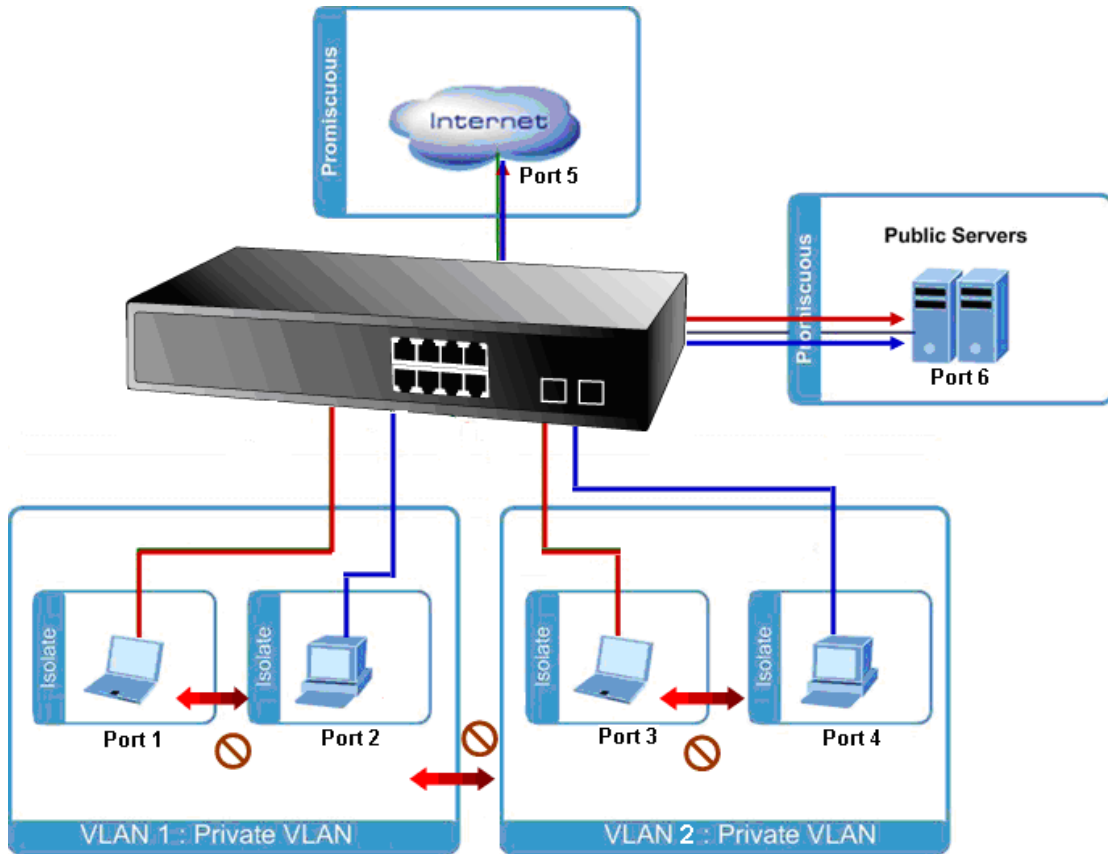 Promiscuous
Internet
Port 5
Promiscuous
Public Servers
Port 6
Isolate
Port 1
Isolate
Port 2
Isolate
Port 3
Isolate
Port 4
VLAN 1 : Private VLAN
VLAN 2 : Private VLAN